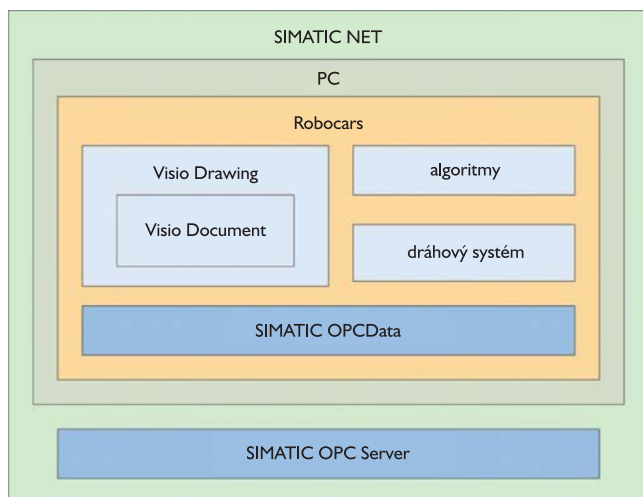 SIMATIC NET
PC
Robocars
Visio Drawing
Visio Document
algoritmy
dráhový systém
SIMATIC OPCData
SIMATIC OPC Server